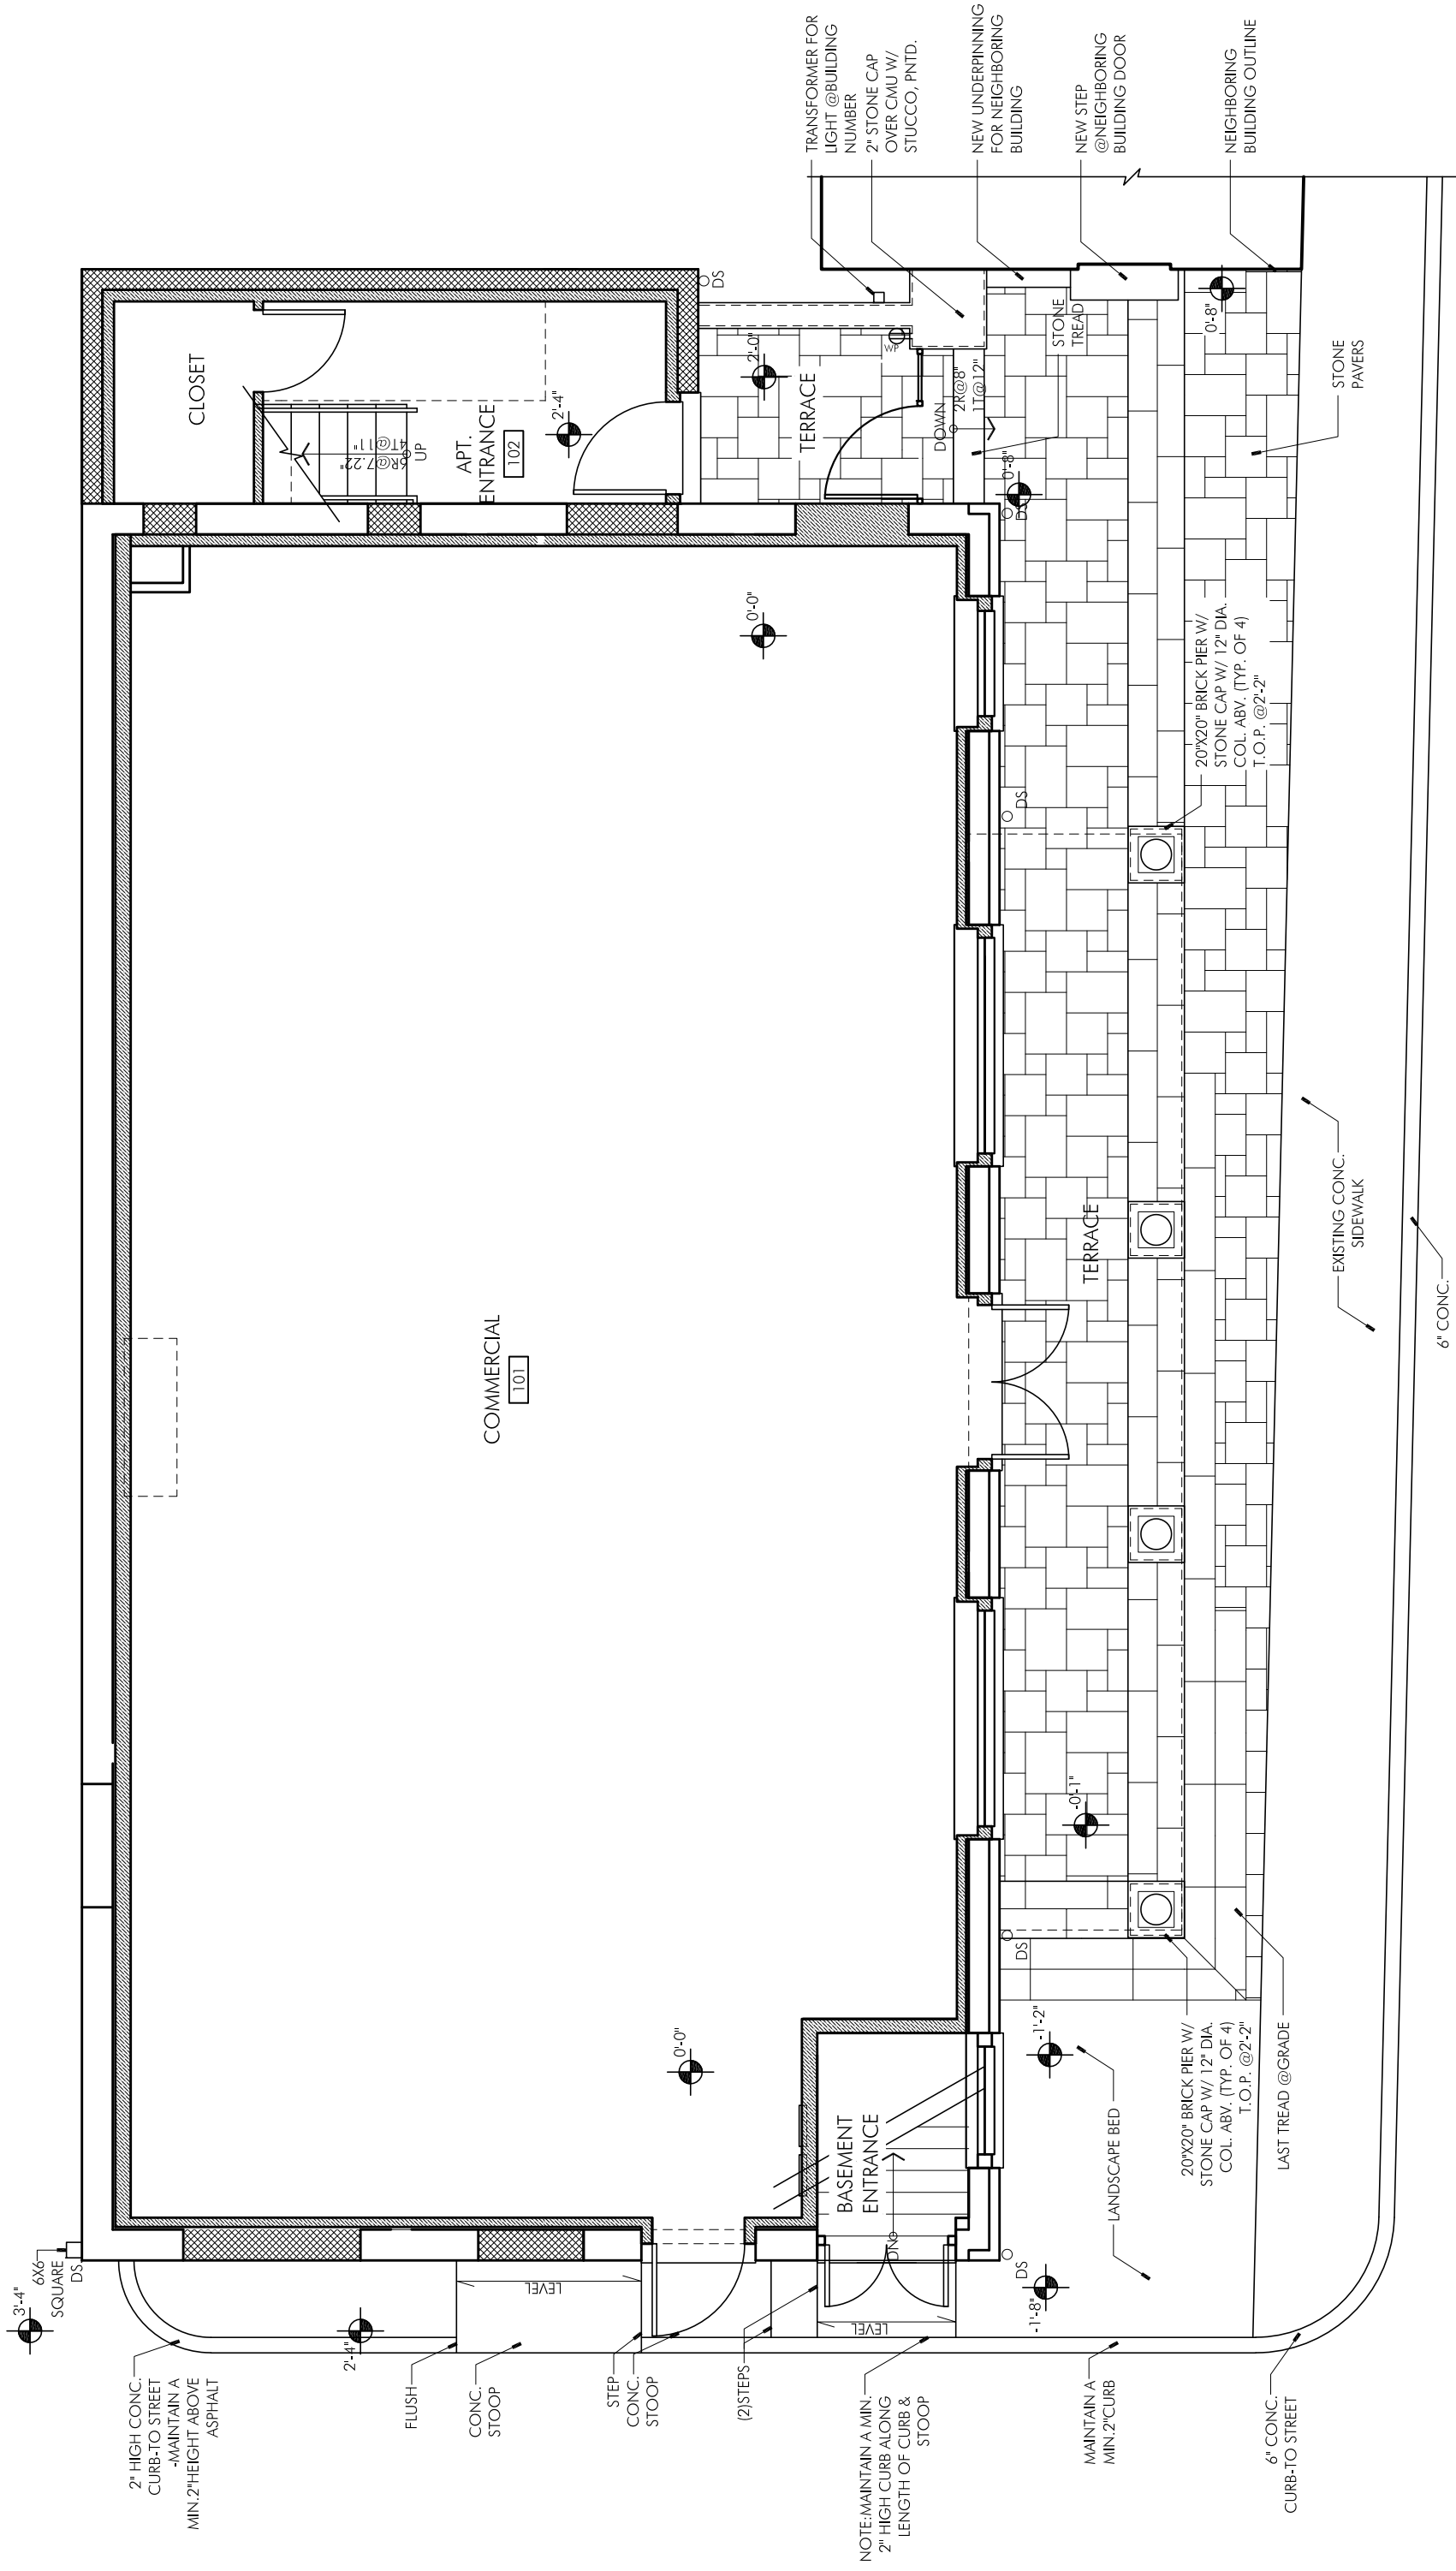 TRANSFORMER FOR
LIGHT @BUILDING
NUMBER
2" STONE CAP
OVER CMU W/
STUCCO, PNTD.
NEW UNDERPINNING
FOR NEIGHBORING
BUILDING
NEW STEP
@NEIGHBORING
BUILDING DOOR
NEIGHBORING
BUILDING OUTLINE
CLOSET
6R@7.22"
4T@11"
UP
APT.
ENTRANCE
102
2'-4"
DS
2'-0"
TERRACE
WP
DOWN
2R@8"
1T@12"
STONE
TREAD
0'-8"
DS
0'-8"
STONE
PAVERS
0'-0"
20"X20" BRICK PIER W/
STONE CAP W/ 12" DIA.
COL. ABV. (TYP. OF 4)
T.O.P. @2'-2"
DS
COMMERCIAL
101
TERRACE
EXISTING CONC.
SIDEWALK
6" CONC.
-0'-1"
DS
0'-0"
BASEMENT
ENTRANCE
DN
-1'-2"
LANDSCAPE BED
20"X20" BRICK PIER W/
STONE CAP W/ 12" DIA.
COL. ABV. (TYP. OF 4)
T.O.P. @2'-2"
LAST TREAD @GRADE
3'-4"
6X6
SQUARE
DS
2'-4"
LEVEL
LEVEL
DS
-1'-8"
2" HIGH CONC.
CURB-TO STREET
-MAINTAIN A
MIN.2"HEIGHT ABOVE
ASPHALT
FLUSH
CONC.
STOOP
STEP
CONC.
STOOP
(2)STEPS
NOTE:MAINTAIN A MIN.
2" HIGH CURB ALONG
LENGTH OF CURB &
STOOP
MAINTAIN A
MIN.2"CURB
6" CONC.
CURB-TO STREET